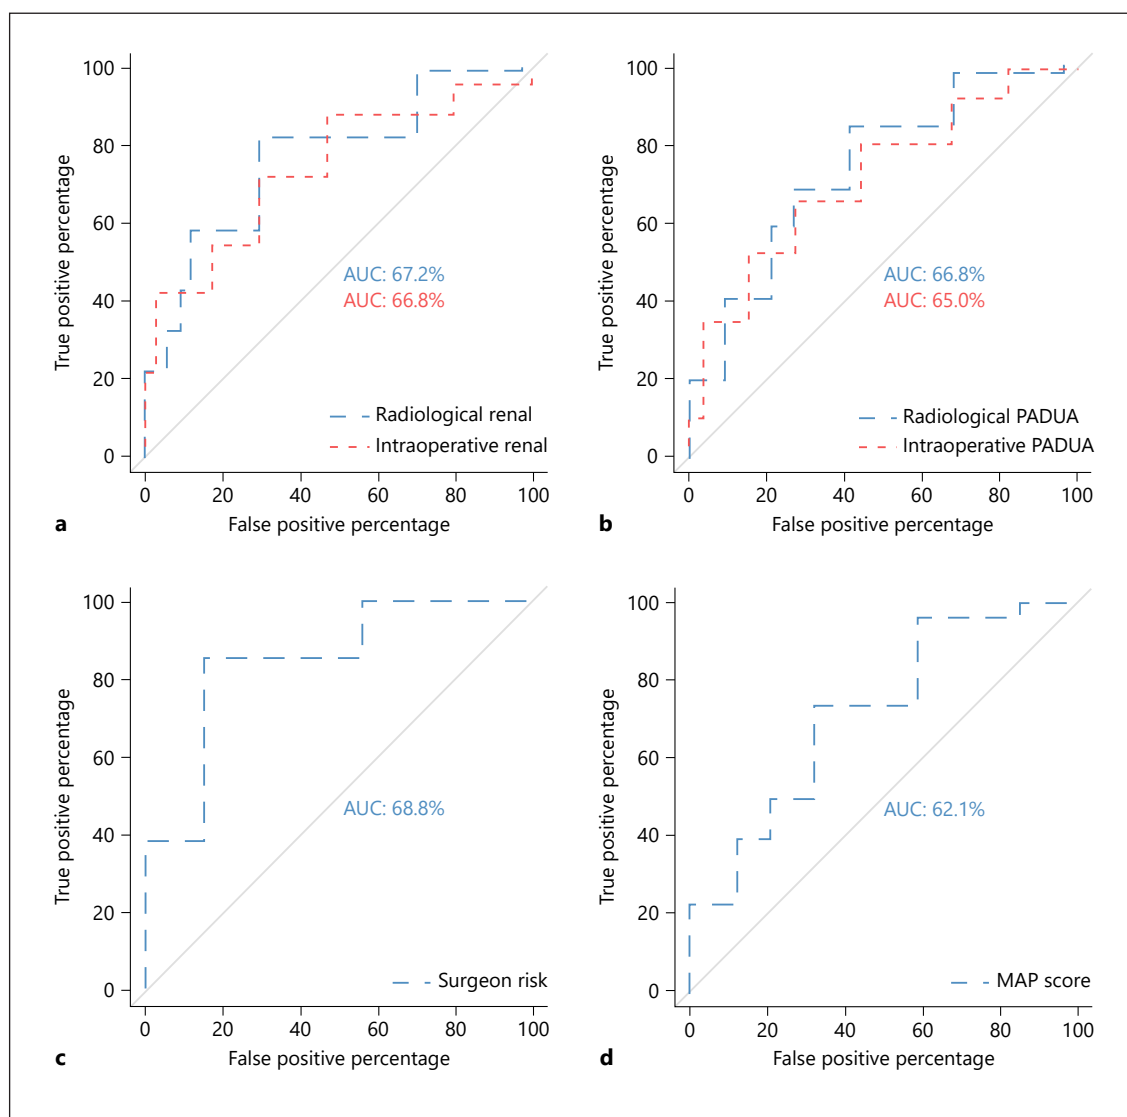 100
80
60
40
20
0
True positive percentage
AUC: 67.2%
AUC: 66.8%
Radiological renal
Intraoperative renal
0 20 40 60 80 100
False positive percentage
a
100
80
60
40
20
0
True positive percentage
AUC: 66.8%
AUC: 65.0%
Radiological PADUA
Intraoperative PADUA
0 20 40 60 80 100
False positive percentage
b
100
80
60
40
20
0
True positive percentage
AUC: 68.8%
Surgeon risk
0 20 40 60 80 100
False positive percentage
c
100
80
60
40
20
0
True positive percentage
AUC: 62.1%
MAP score
0 20 40 60 80 100
False positive percentage
d